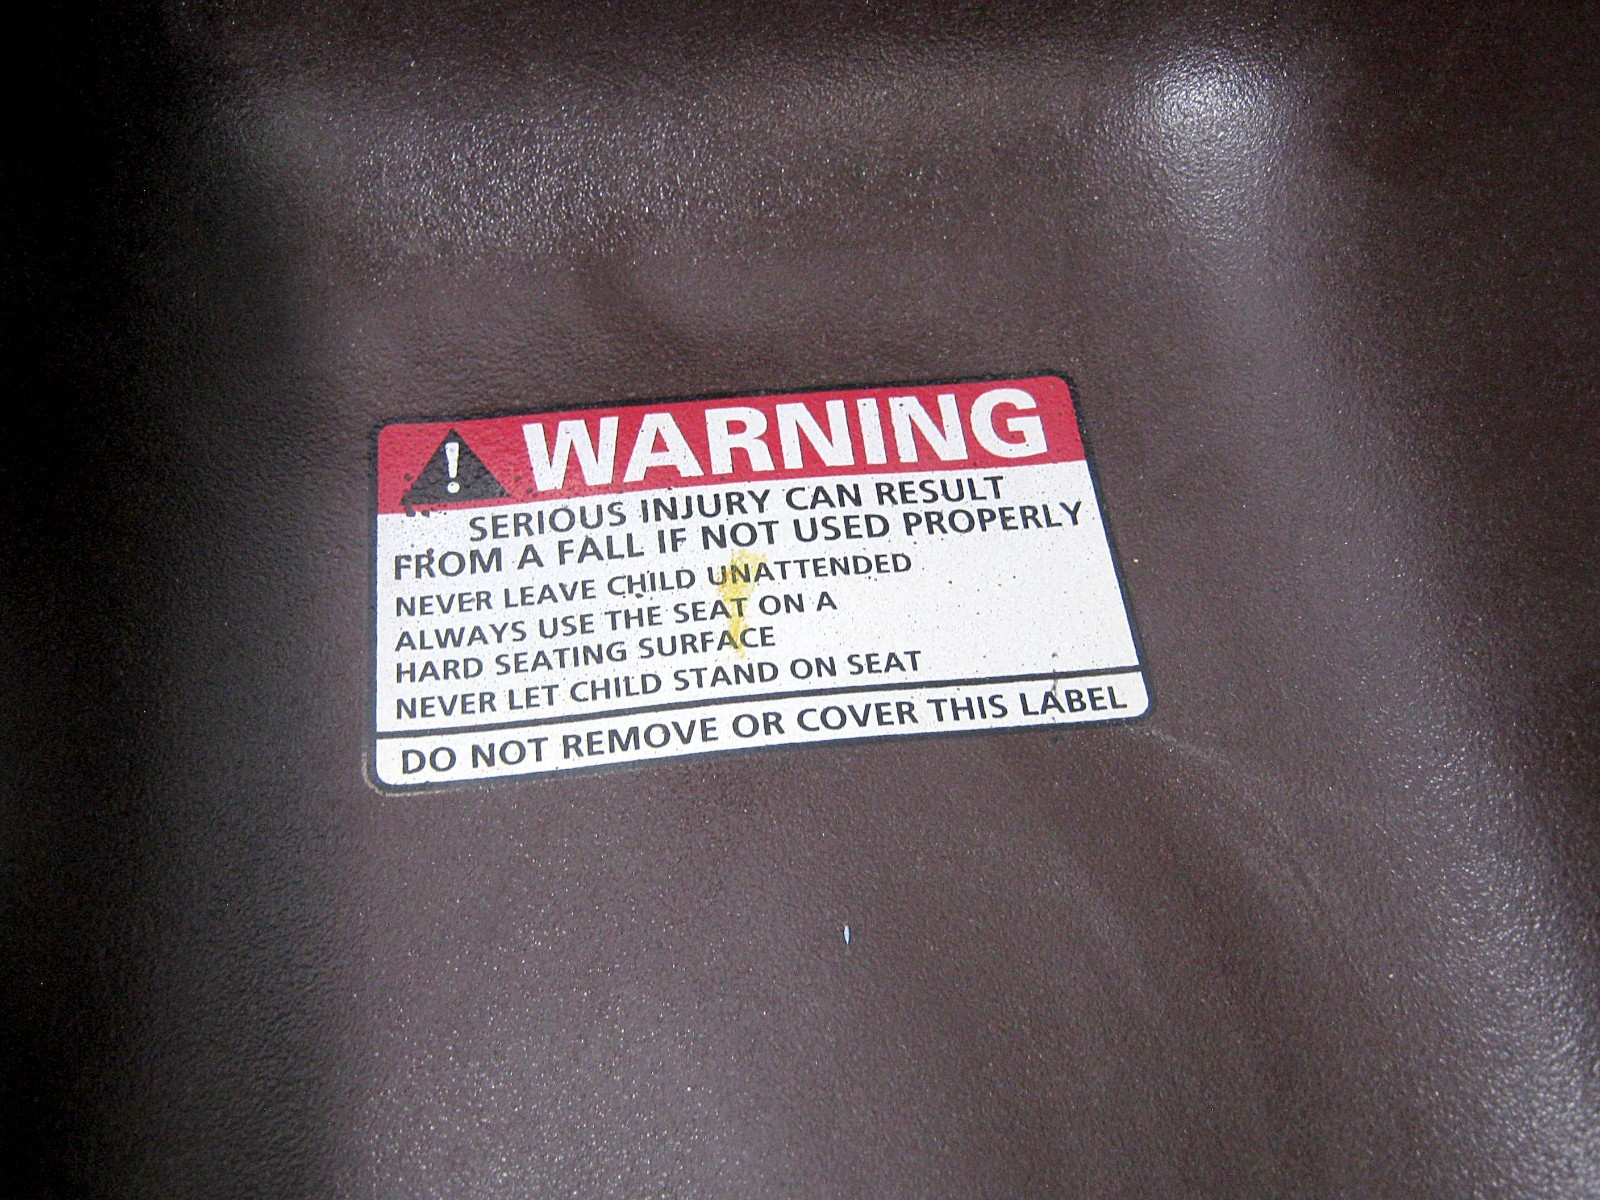 ! WARNING
SERIOUS INJURY CAN RESULT
FROM A FALL IF NOT USED PROPERLY
NEVER LEAVE CHILD UNATTENDED
ALWAYS USE THE SEAT ON A
HARD SEATING SURFACE
NEVER LET CHILD STAND ON SEAT
DO NOT REMOVE OR COVER THIS LABEL